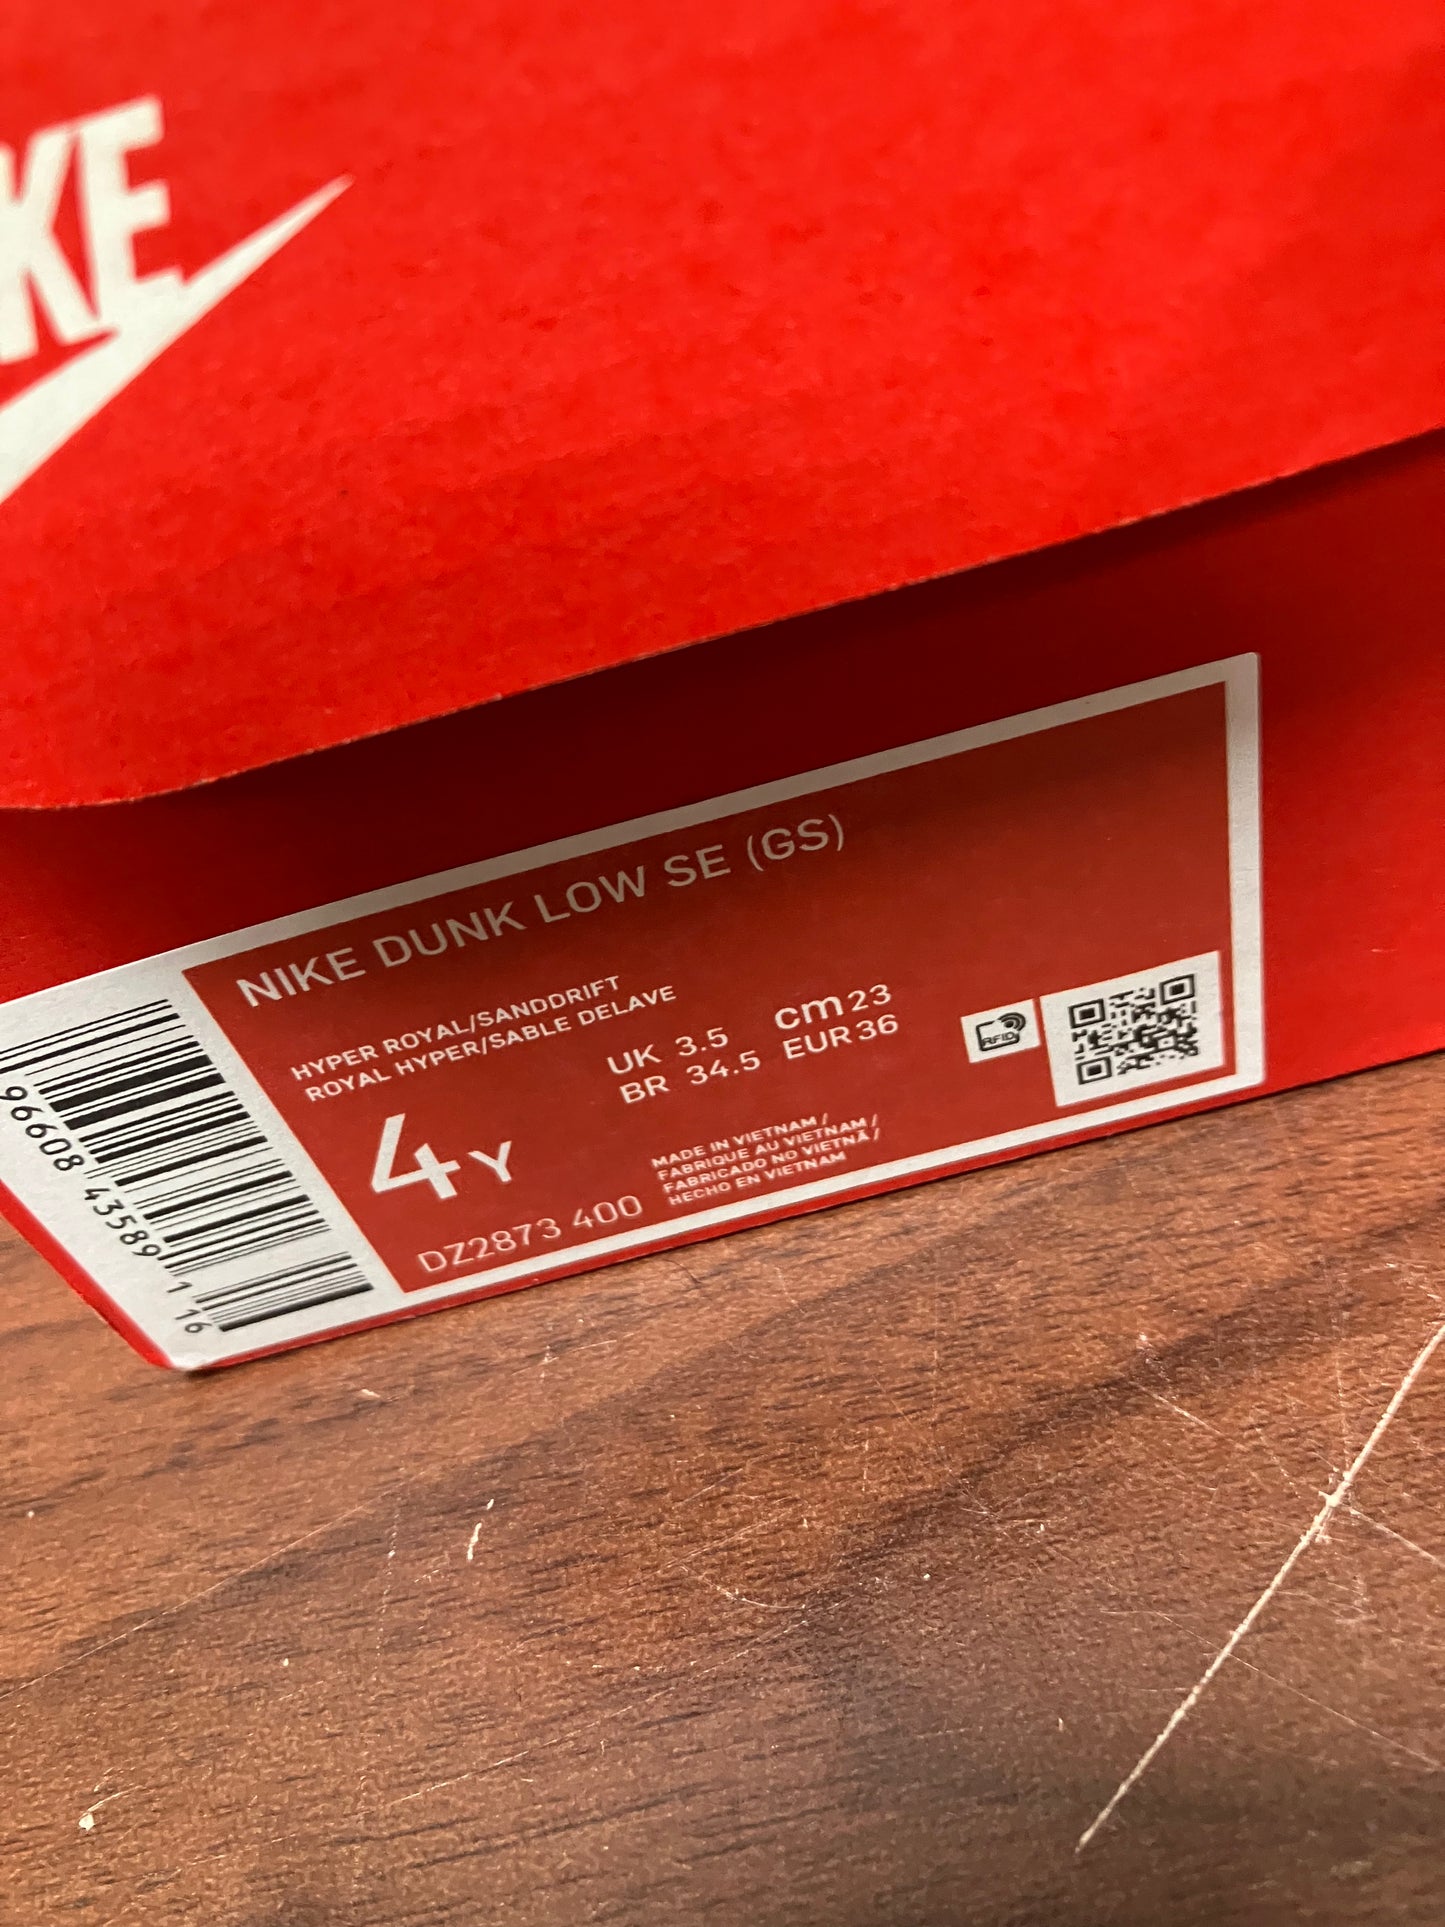 KE
NIKE DUNK LOW SE (GS)
HYPER ROYAL/SANDDRIFT
ROYAL HYPER/SABLE DELAVE
UK 3.5 cm 23
BR 34.5 EUR 36
4Y
MADE IN VIETNAM /
FABRIQUE AU VIETNAM /
FABRICADO NO VIETNÃ /
HECHO EN VIETNAM
DZ2873 400
RFID
96608 43589 1 16